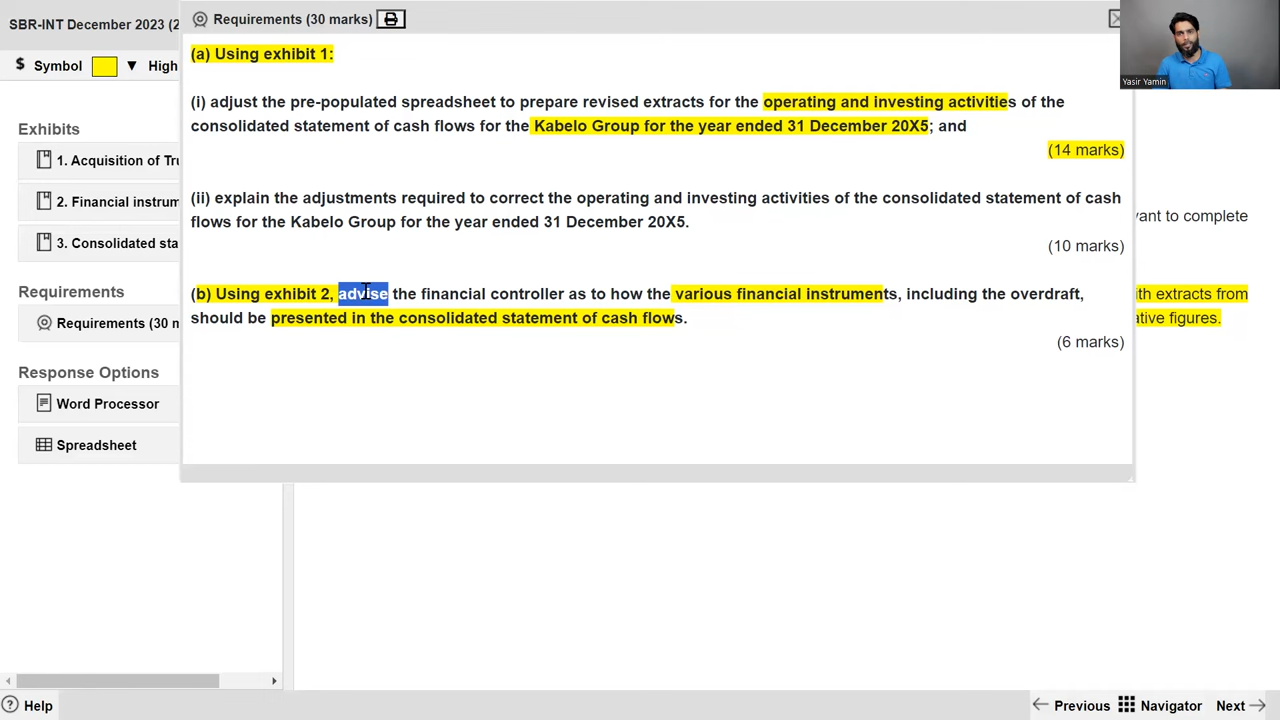 SBR-INT December 2023 (2
Requirements (30 marks)
Yasir Yamin
$ Symbol ▼ High
Exhibits
1. Acquisition of Tru
2. Financial instrum
3. Consolidated sta
Requirements
Requirements (30 m
Response Options
Word Processor
Spreadsheet
(a) Using exhibit 1:
(i) adjust the pre-populated spreadsheet to prepare revised extracts for the operating and investing activities of the
consolidated statement of cash flows for the Kabelo Group for the year ended 31 December 20X5; and
(14 marks)
(ii) explain the adjustments required to correct the operating and investing activities of the consolidated statement of cash
flows for the Kabelo Group for the year ended 31 December 20X5.
(10 marks)
(b) Using exhibit 2, advise the financial controller as to how the various financial instruments, including the overdraft,
should be presented in the consolidated statement of cash flows.
(6 marks)
ant to complete
ith extracts from
ative figures.
Help
Previous
Navigator
Next